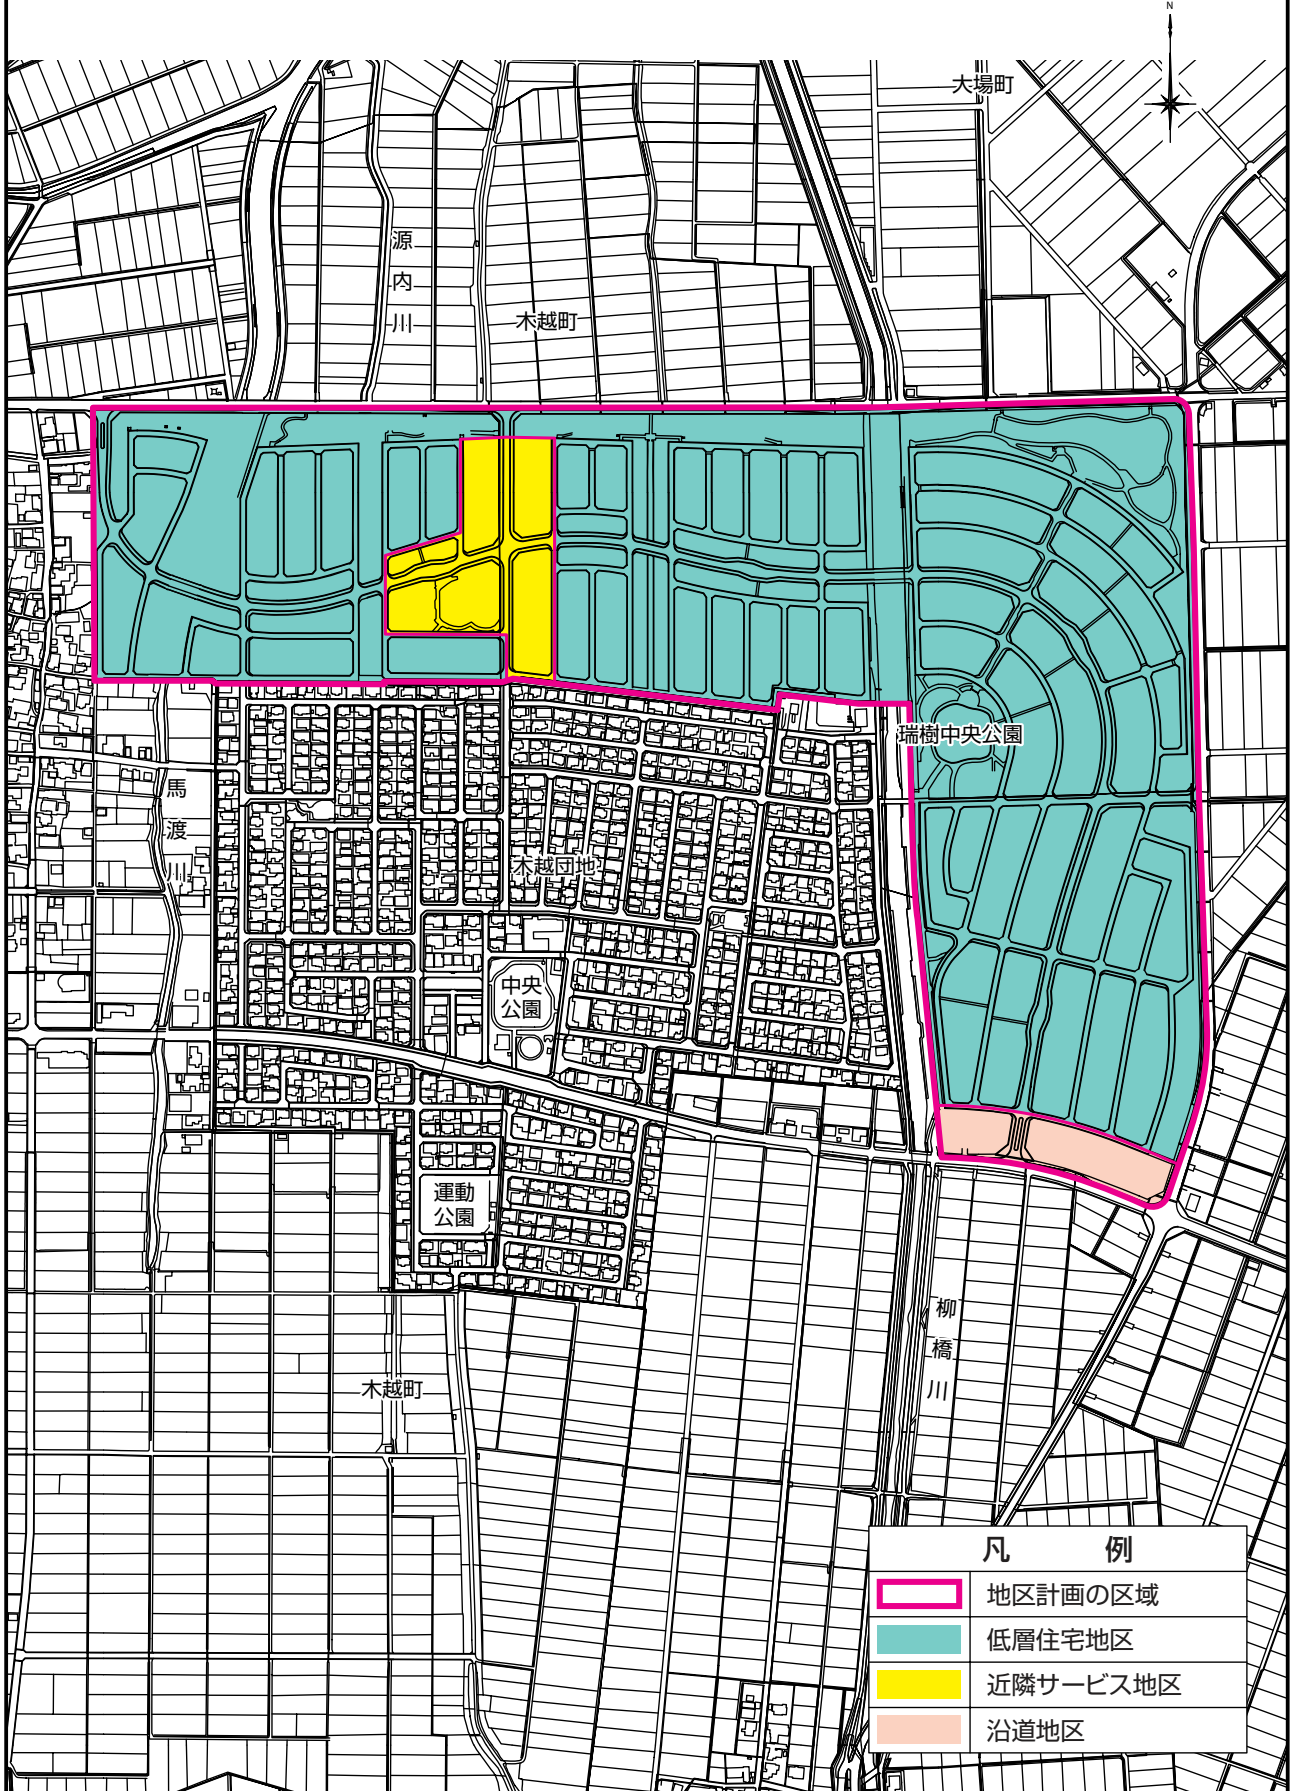 N
大場町
源内川
木越町
瑞樹中央公園
馬渡川
木越団地
中央
公園
運動
公園
柳橋川
木越町
凡 例
地区計画の区域
低層住宅地区
近隣サービス地区
沿道地区